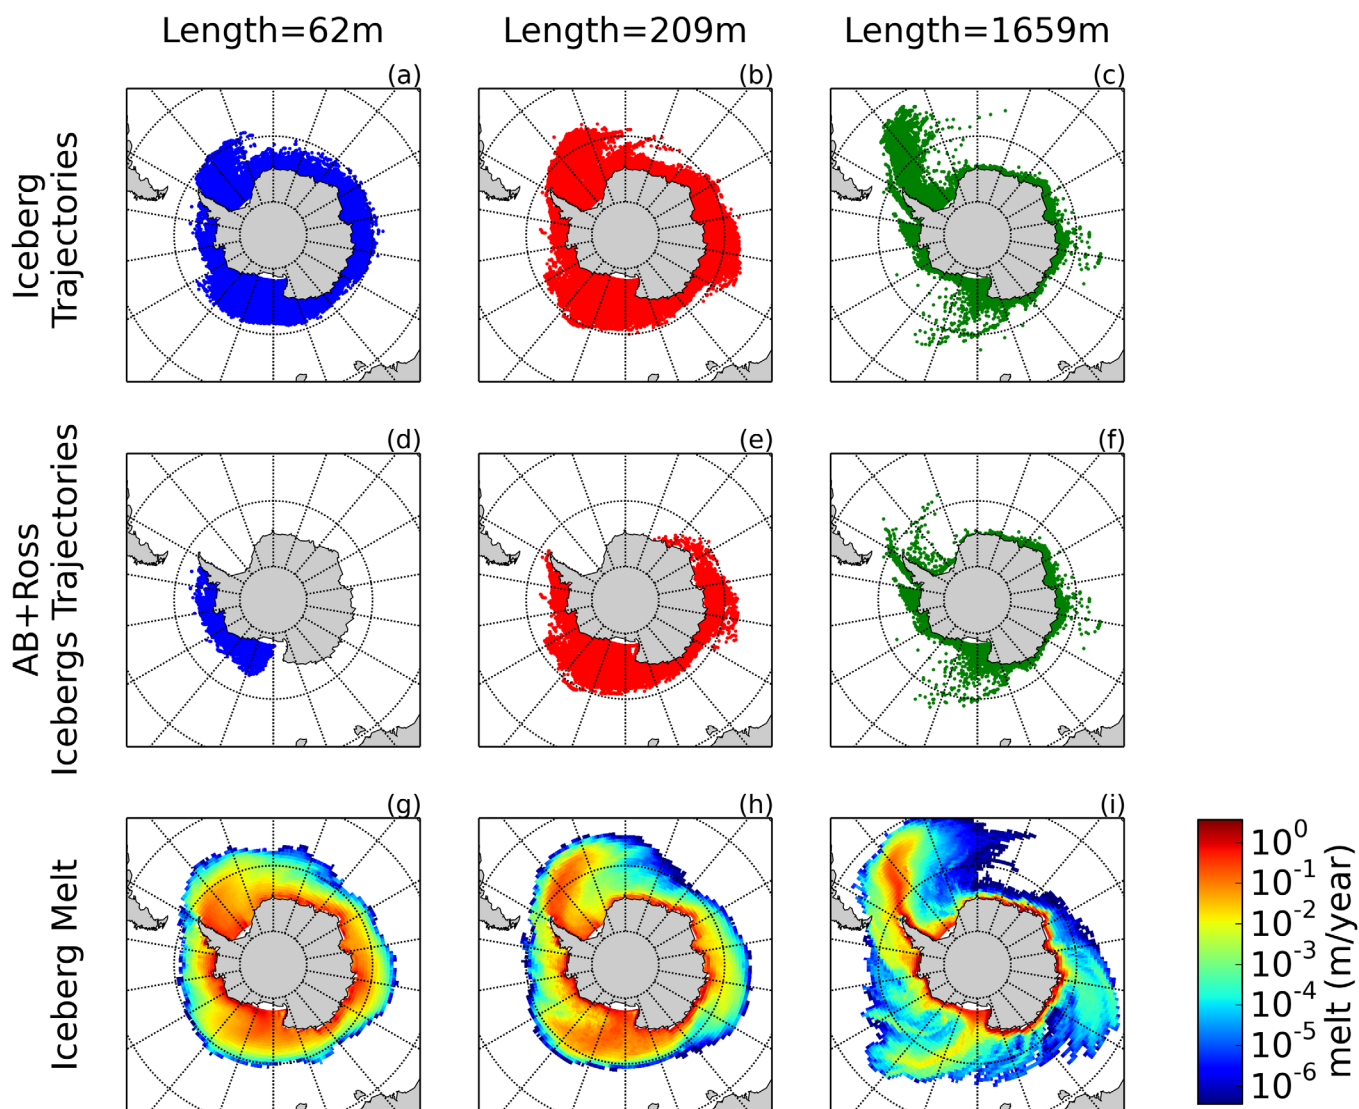 Length=62m
Length=209m
Length=1659m
(a)
(b)
(c)
Iceberg
Trajectories
(d)
(e)
(f)
AB+Ross
Icebergs Trajectories
(g)
(h)
(i)
Iceberg Melt
10^0
10^-1
10^-2
10^-3
10^-4
10^-5
10^-6
melt (m/year)